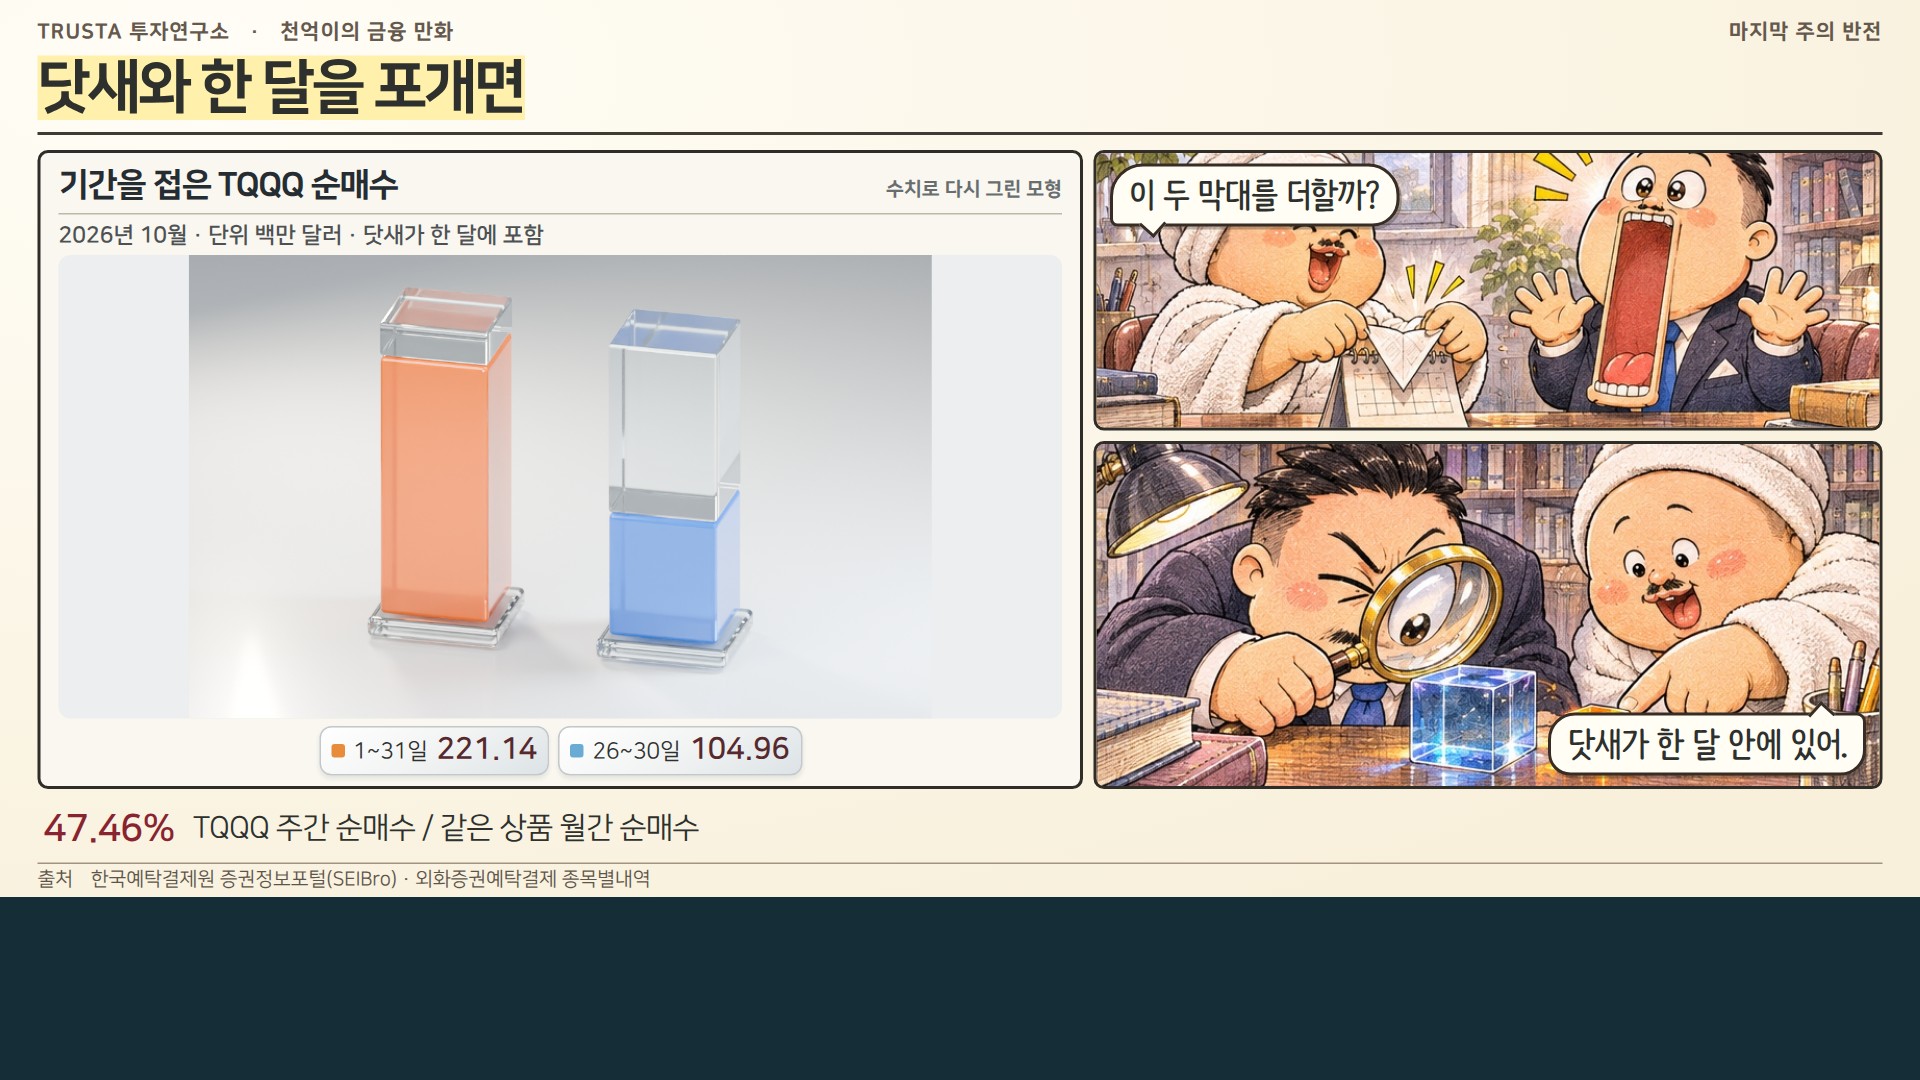 TRUSTA 투자연구소 · 천억이의 금융 만화
마지막 주의 반전
닷새와 한 달을 포개면
기간을 접은 TQQQ 순매수
수치로 다시 그린 모형
2026년 10월 · 단위 백만 달러 · 닷새가 한 달에 포함
1~31일 221.14
26~30일 104.96
이 두 막대를 더할까?
닷새가 한 달 안에 있어.
47.46% TQQQ 주간 순매수 / 같은 상품 월간 순매수
출처 한국예탁결제원 증권정보포털(SEIBro) · 외화증권예탁결제 종목별내역